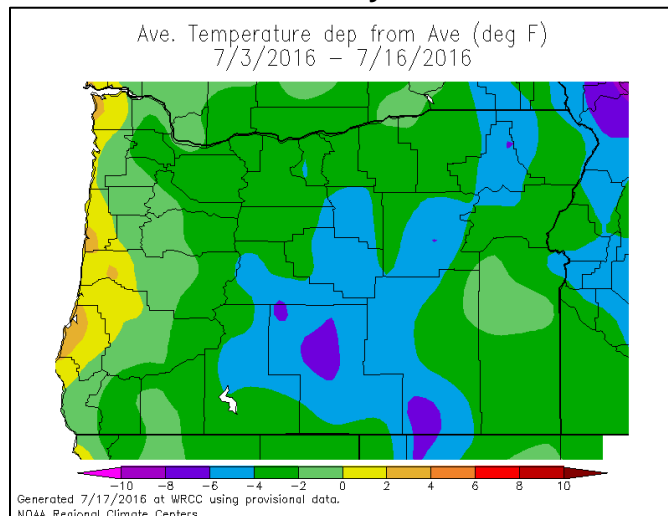 Ave. Temperature dep from Ave (deg F)
7/3/2016 – 7/16/2016
-10 -8 -6 -4 -2 0 2 4 6 8 10
Generated 7/17/2016 at WRCC using provisional data.
NOAA Regional Climate Centers